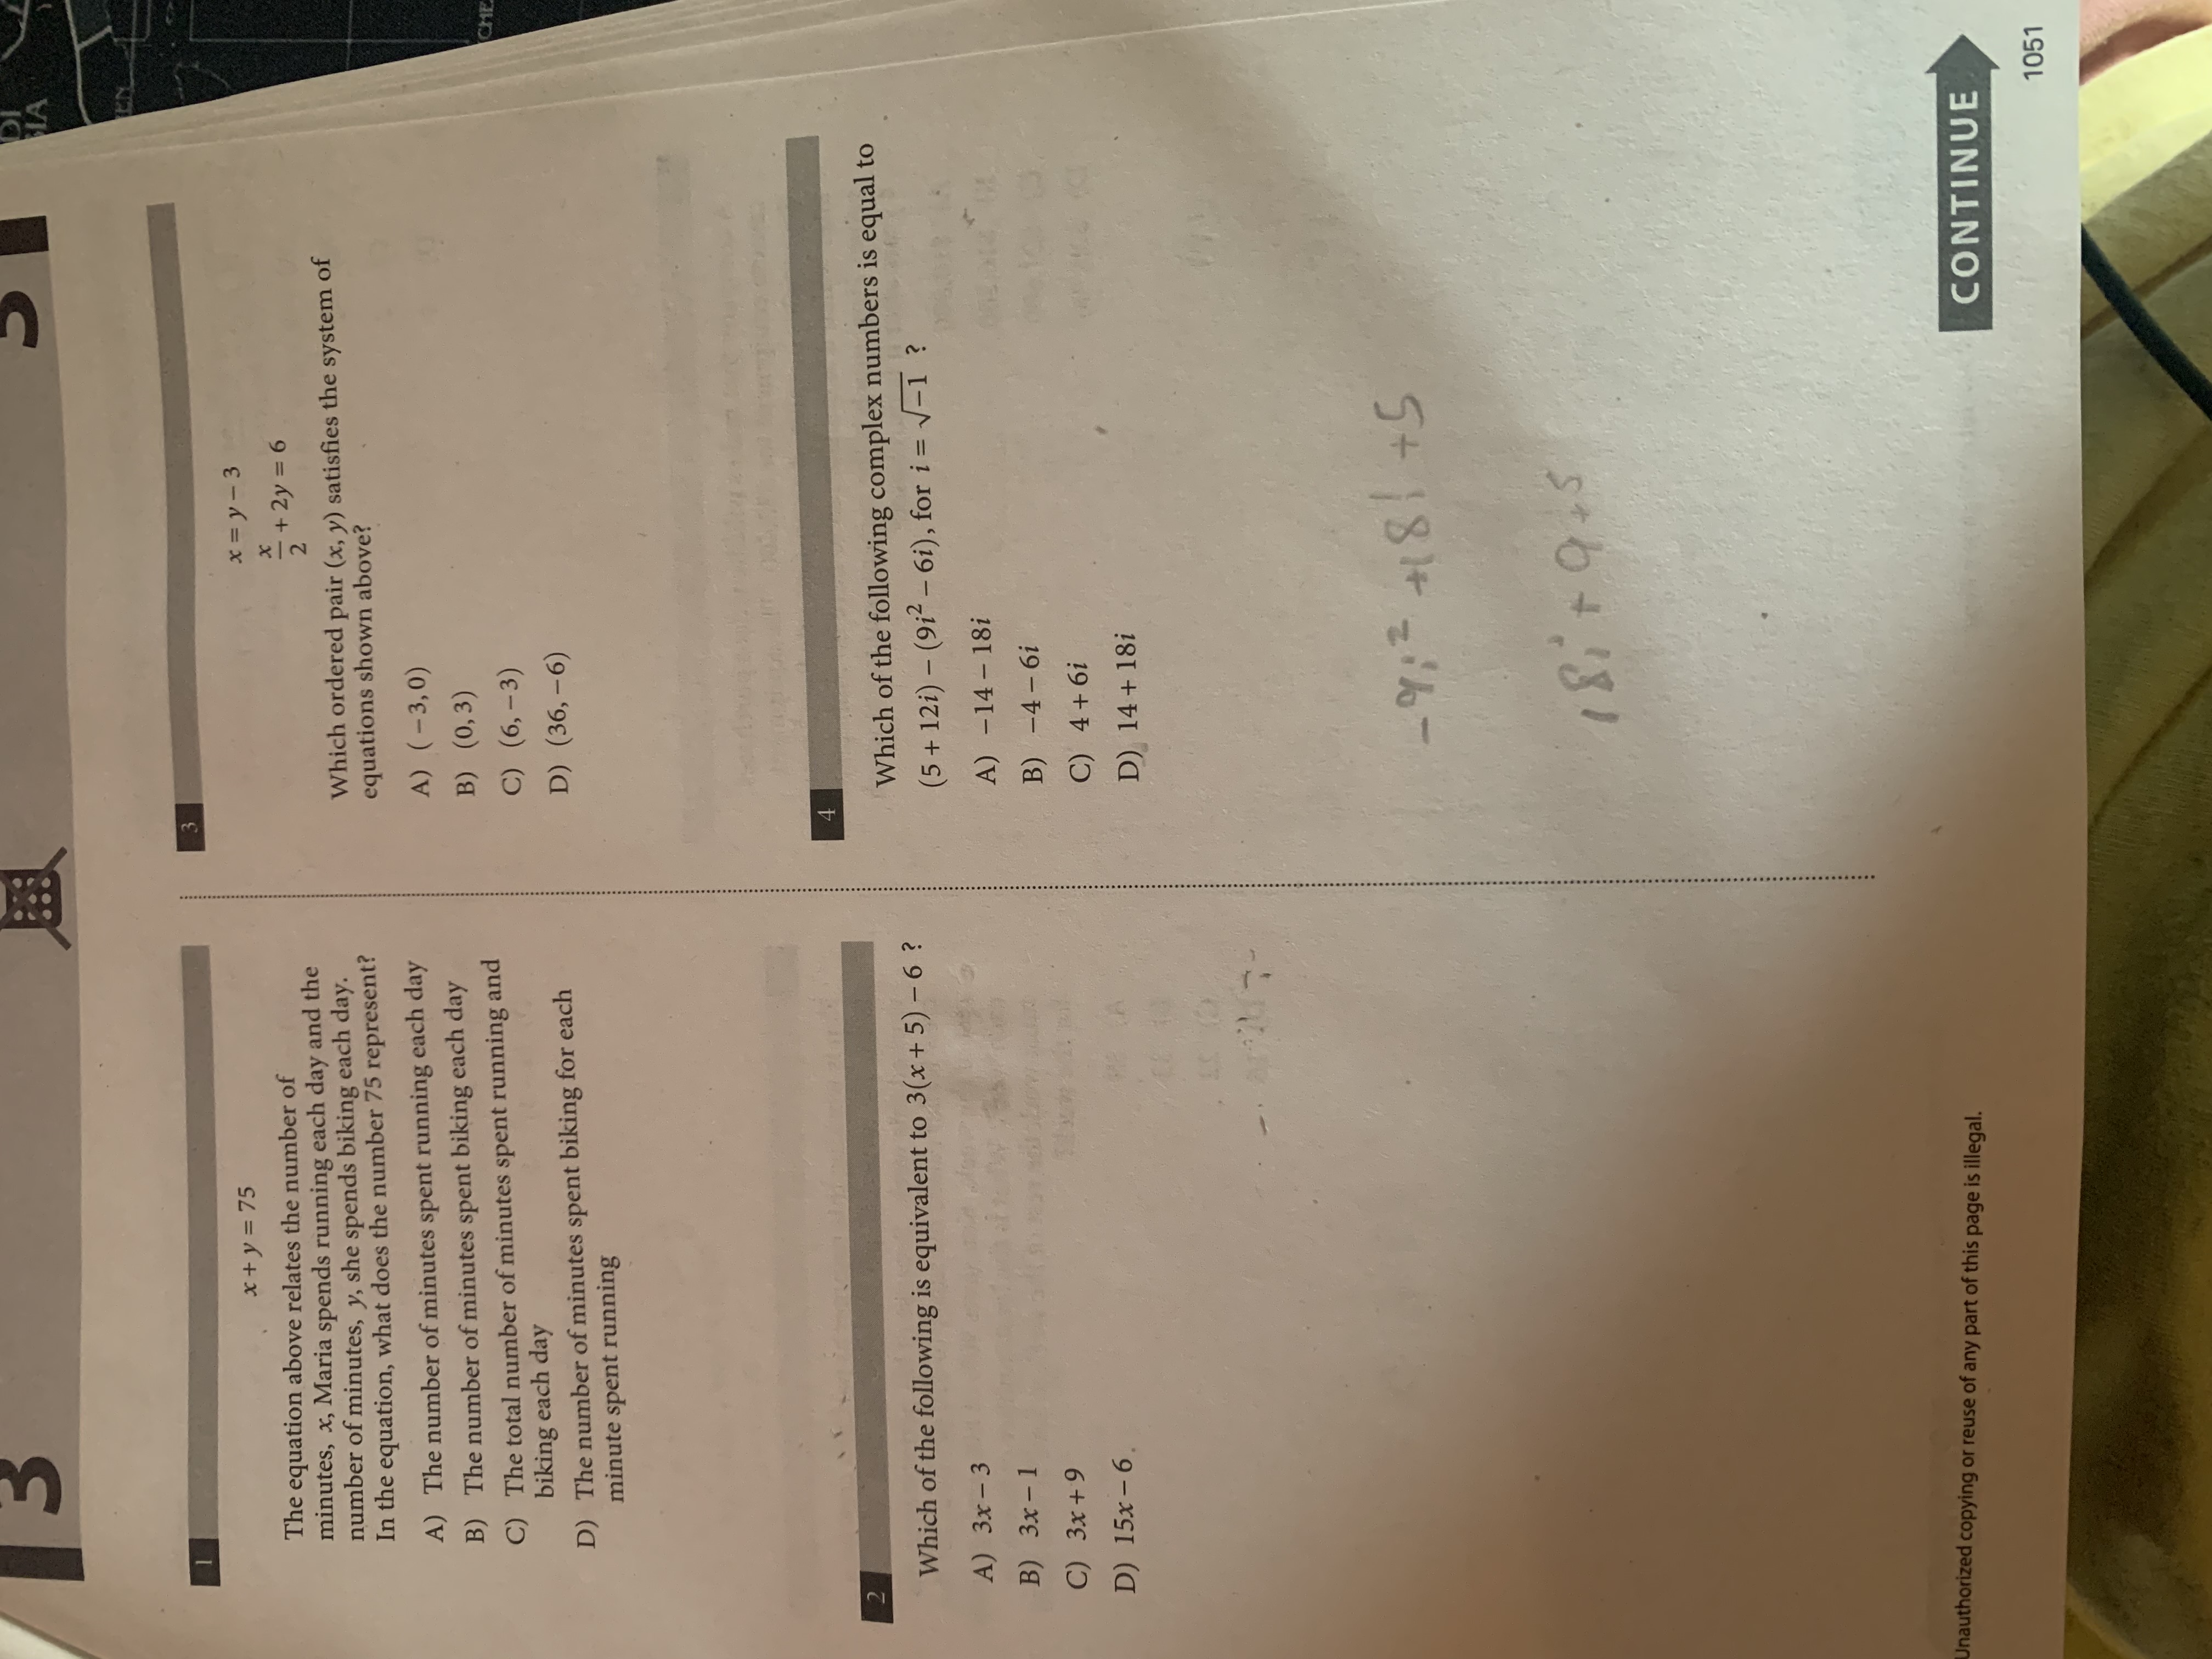 3
3
DI
IA
EN
CHE
1
x + y = 75
The equation above relates the number of
minutes, x, Maria spends running each day and the
number of minutes, y, she spends biking each day.
In the equation, what does the number 75 represent?
A) The number of minutes spent running each day
B) The number of minutes spent biking each day
C) The total number of minutes spent running and
biking each day
D) The number of minutes spent biking for each
minute spent running
2
Which of the following is equivalent to 3(x + 5) − 6 ?
A) 3x − 3
B) 3x − 1
C) 3x + 9
D) 15x − 6
3
x = y − 3
x/2 + 2y = 6
Which ordered pair (x, y) satisfies the system of
equations shown above?
A) (−3, 0)
B) (0, 3)
C) (6, −3)
D) (36, −6)
4
Which of the following complex numbers is equal to
(5 + 12i) − (9i² − 6i), for i = √−1 ?
A) −14 − 18i
B) −4 − 6i
C) 4 + 6i
D) 14 + 18i
−9i² +18i +5
18i + 9 + 5
Unauthorized copying or reuse of any part of this page is illegal.
CONTINUE
1051